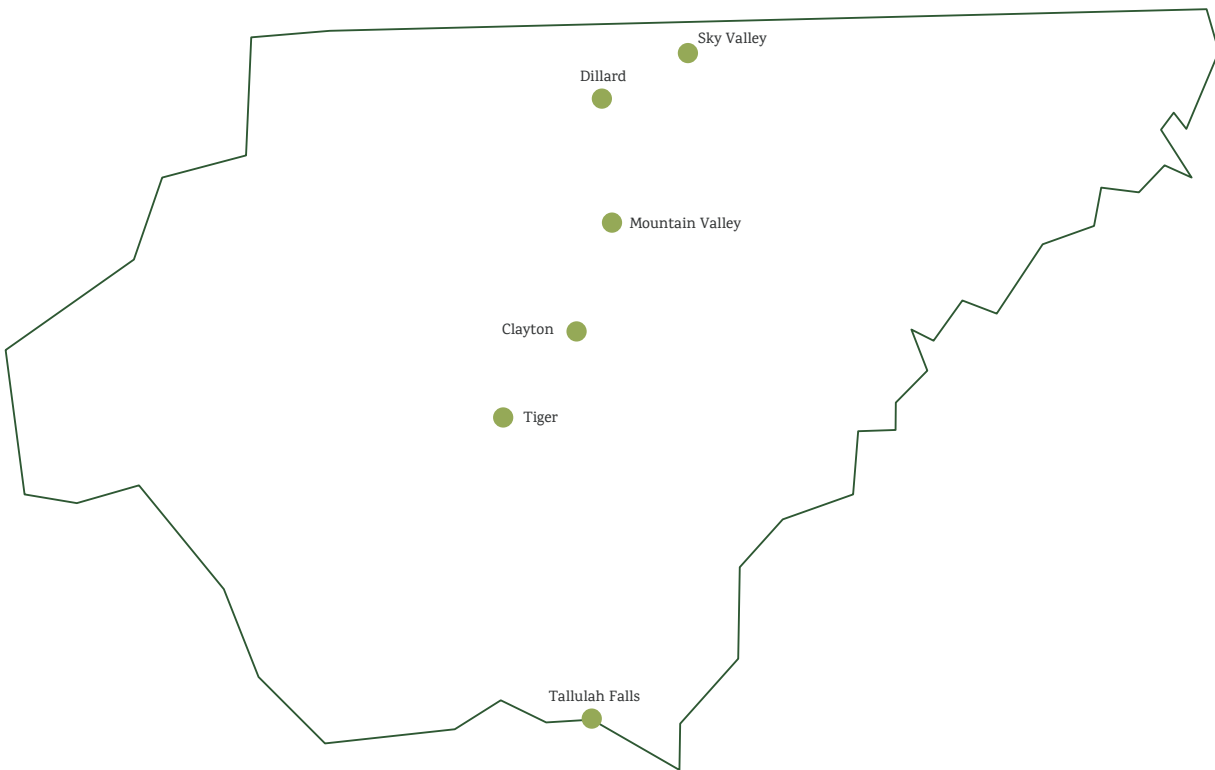 Sky Valley
Dillard
Mountain Valley
Clayton
Tiger
Tallulah Falls